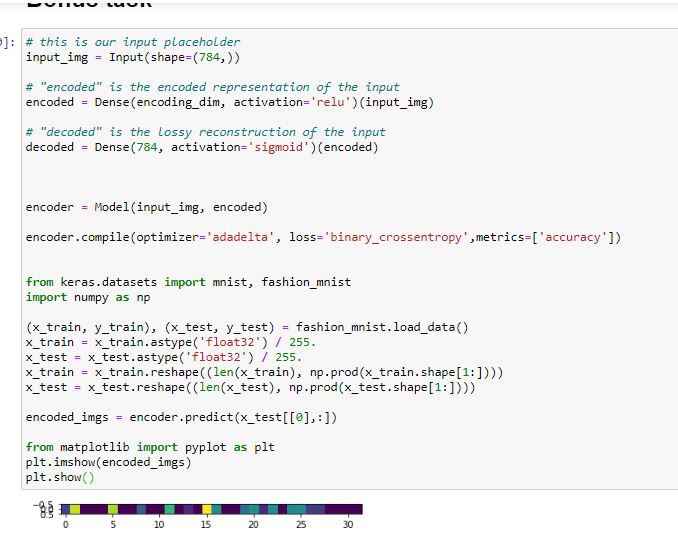 ]: # this is our input placeholder
input_img = Input(shape=(784,))
# "encoded" is the encoded representation of the input
encoded = Dense(encoding_dim, activation='relu')(input_img)
# "decoded" is the lossy reconstruction of the input
decoded = Dense(784, activation='sigmoid')(encoded)
encoder = Model(input_img, encoded)
encoder.compile(optimizer='adadelta', loss='binary_crossentropy',metrics=['accuracy'])
from keras.datasets import mnist, fashion_mnist
import numpy as np
(x_train, y_train), (x_test, y_test) = fashion_mnist.load_data()
x_train = x_train.astype('float32') / 255.
x_test = x_test.astype('float32') / 255.
x_train = x_train.reshape((len(x_train), np.prod(x_train.shape[1:])))
x_test = x_test.reshape((len(x_test), np.prod(x_test.shape[1:])))
encoded_imgs = encoder.predict(x_test[[0],:])
from matplotlib import pyplot as plt
plt.imshow(encoded_imgs)
plt.show()
0 5 10 15 20 25 30